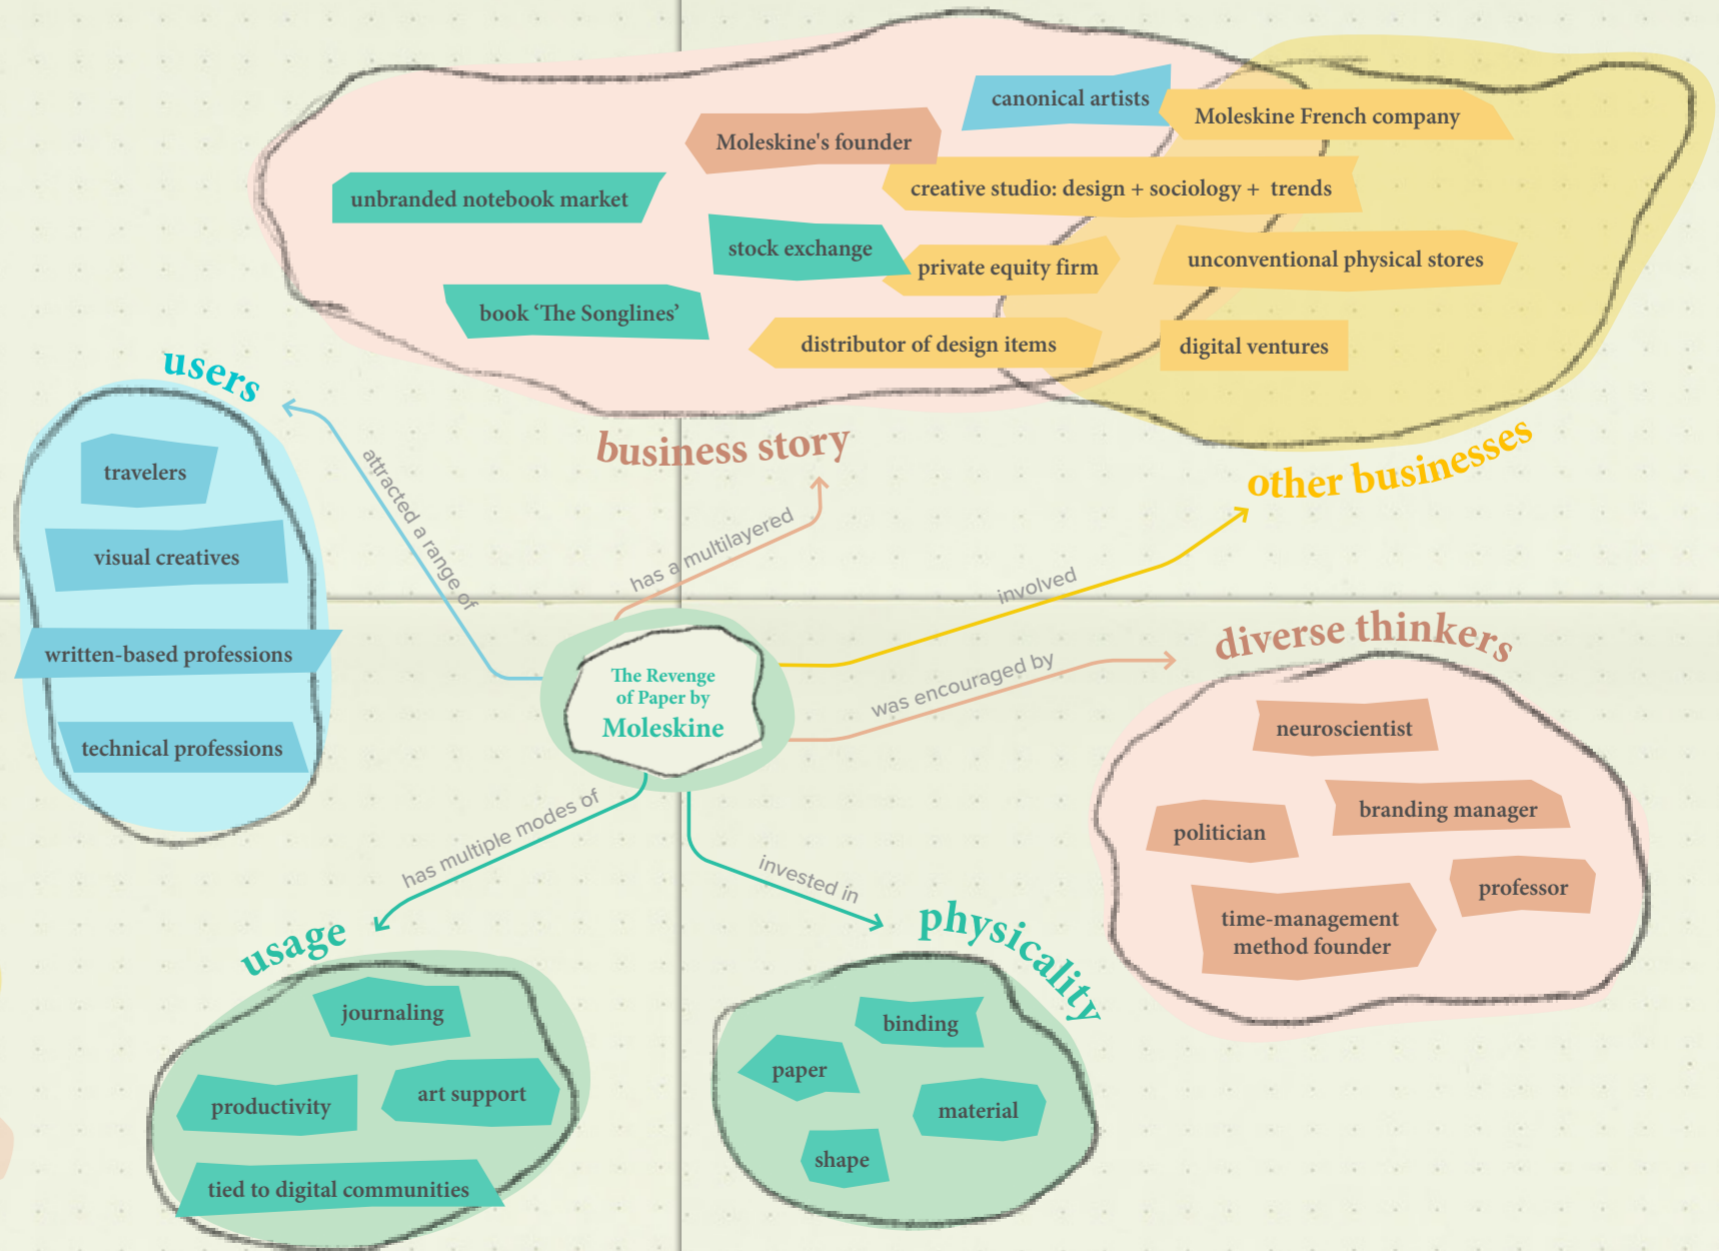 canonical artists
Moleskine French company
Moleskine's founder
creative studio: design + sociology + trends
unbranded notebook market
stock exchange
private equity firm
unconventional physical stores
book ‘The Songlines’
distributor of design items
digital ventures
business story
other businesses
users
travelers
visual creatives
written-based professions
technical professions
attracted a range of
has a multilayered
involved
was encouraged by
The Revenge
of Paper by
Moleskine
has multiple modes of
invested in
diverse thinkers
neuroscientist
branding manager
politician
professor
time-management
method founder
usage
journaling
art support
productivity
tied to digital communities
physicality
binding
paper
material
shape